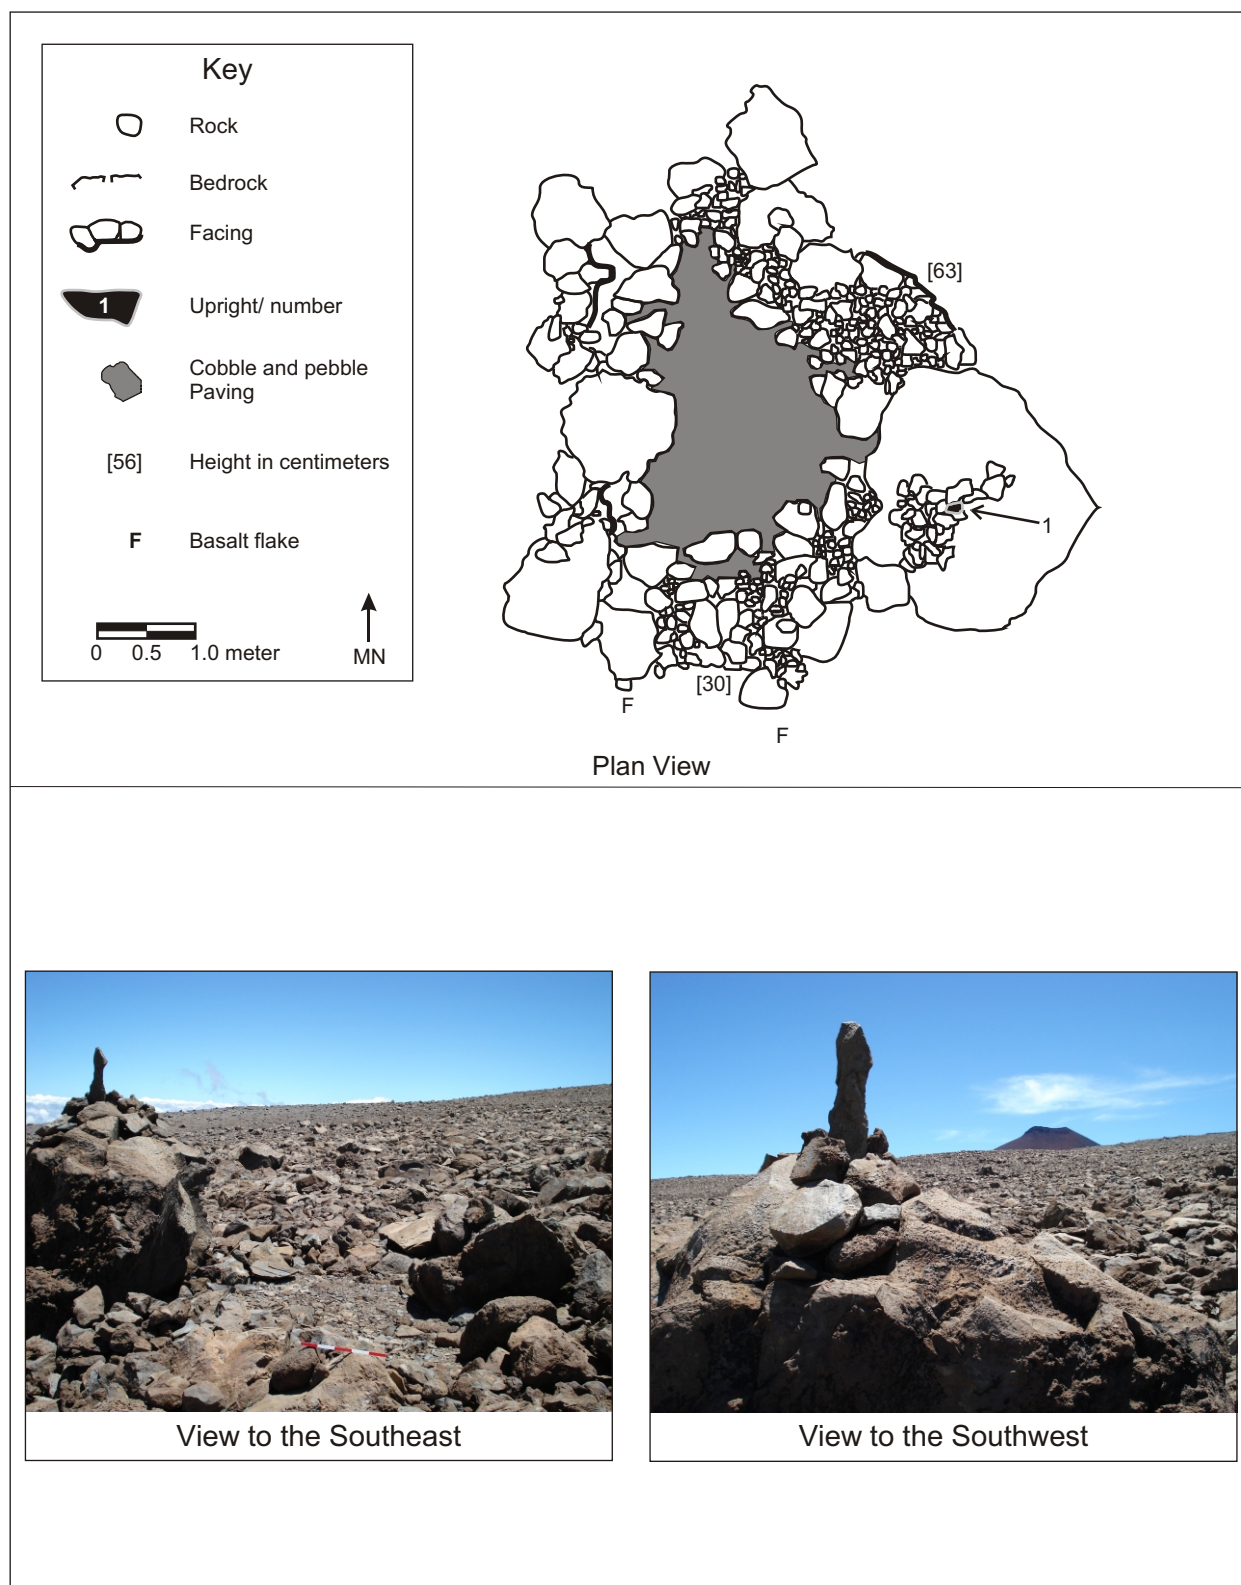 Key
Rock
Bedrock
Facing
1
Upright/ number
Cobble and pebble
Paving
[56]
Height in centimeters
F
Basalt flake
0 0.5 1.0 meter
MN
[63]
1
[30]
F
F
Plan View
View to the Southeast
View to the Southwest